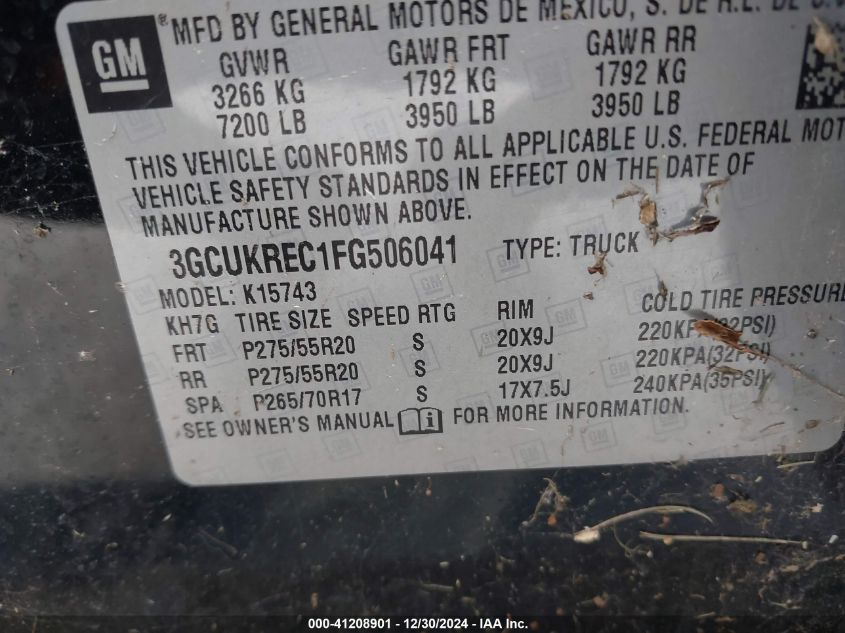 GM
®MFD BY GENERAL MOTORS DE MEXICO, S. DE R.L. DE C.V.
GVWR GAWR FRT GAWR RR
3266 KG 1792 KG 1792 KG
7200 LB 3950 LB 3950 LB
THIS VEHICLE CONFORMS TO ALL APPLICABLE U.S. FEDERAL MOT
VEHICLE SAFETY STANDARDS IN EFFECT ON THE DATE OF
MANUFACTURE SHOWN ABOVE.
3GCUKREC1FG506041 TYPE: TRUCK
MODEL: K15743
KH7G TIRE SIZE SPEED RTG RIM COLD TIRE PRESSURE
FRT P275/55R20 S 20X9J 220KPA(32PSI)
RR P275/55R20 S 20X9J 220KPA(32PSI)
SPA P265/70R17 S 17X7.5J 240KPA(35PSI)
SEE OWNER'S MANUAL FOR MORE INFORMATION.
000-41208901 - 12/30/2024 - IAA Inc.